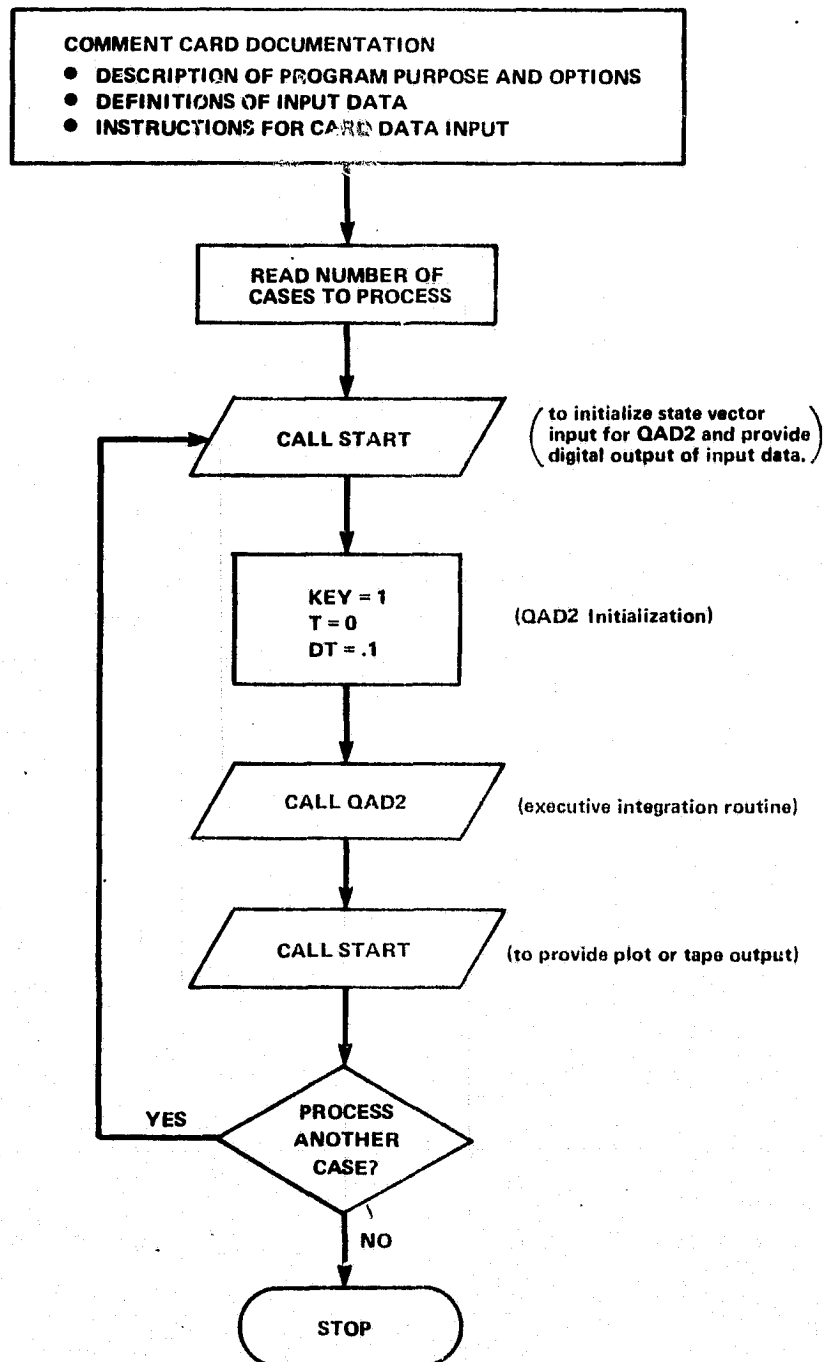 COMMENT CARD DOCUMENTATION
● DESCRIPTION OF PROGRAM PURPOSE AND OPTIONS
● DEFINITIONS OF INPUT DATA
● INSTRUCTIONS FOR CARD DATA INPUT
READ NUMBER OF
CASES TO PROCESS
CALL START
(to initialize state vector
input for QAD2 and provide
digital output of input data.)
KEY = 1
T = 0
DT = .1
(QAD2 Initialization)
CALL QAD2
(executive integration routine)
CALL START
(to provide plot or tape output)
PROCESS
ANOTHER
CASE?
YES
NO
STOP